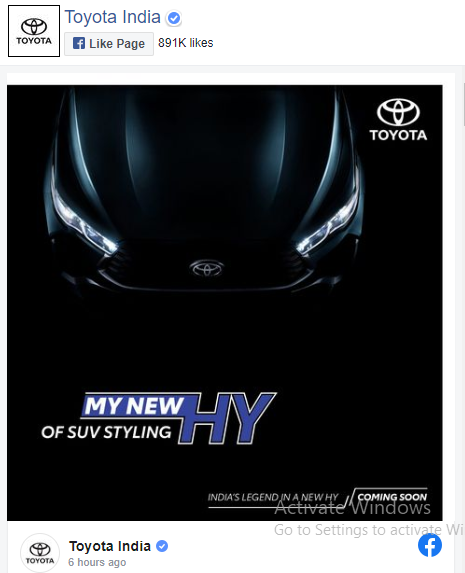 Toyota India
TOYOTA
Like Page
891K likes
TOYOTA
MY NEW HY
OF SUV STYLING
INDIA'S LEGEND IN A NEW HY // COMING SOON
Activate Windows
Go to Settings to activate Wi
Toyota India
TOYOTA
6 hours ago